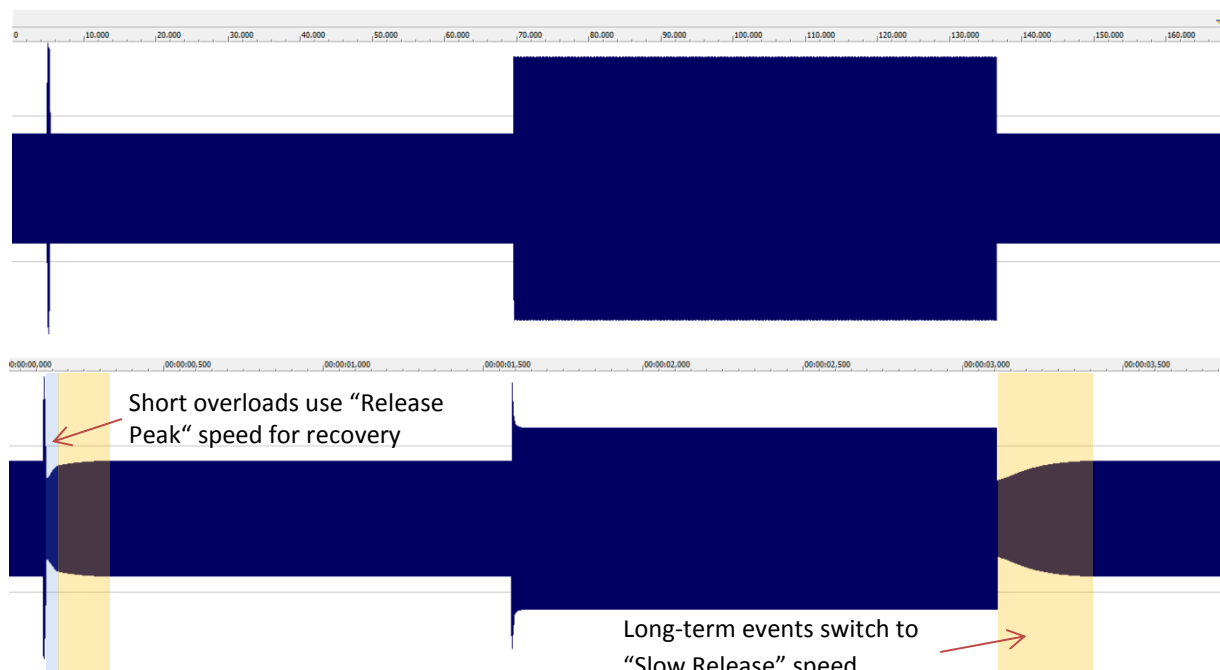 0 10.000 20.000 30.000 40.000 50.000 60.000 70.000 80.000 90.000 100.000 110.000 120.000 130.000 140.000 150.000 160.000
00:00:00,000 00:00:00,500 00:00:01,000 00:00:01,500 00:00:02,000 00:00:02,500 00:00:03,000 00:00:03,500
Short overloads use “Release
Peak“ speed for recovery
Long-term events switch to
“Slow Release” speed